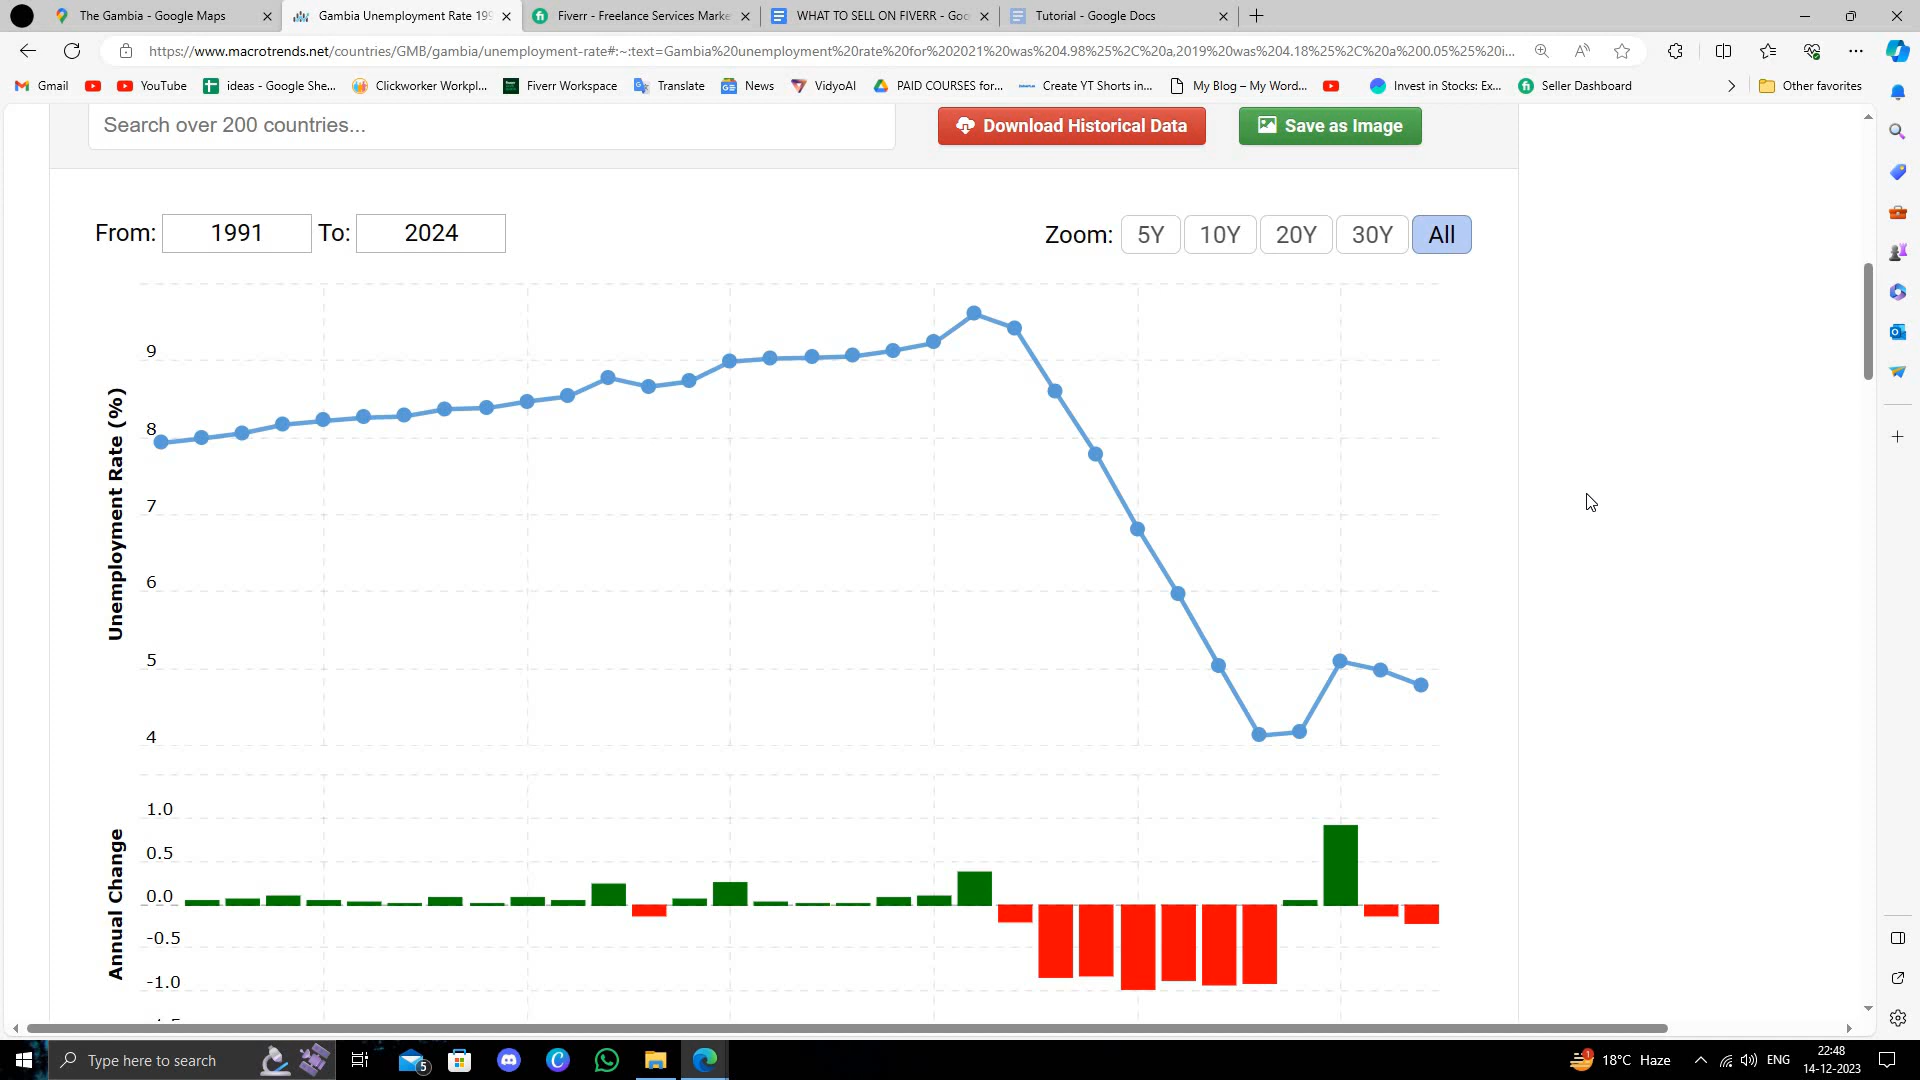 The Gambia - Google Maps
Gambia Unemployment Rate 199
Fiverr - Freelance Services Marke
WHAT TO SELL ON FIVERR - Goo
Tutorial - Google Docs
https://www.macrotrends.net/countries/GMB/gambia/unemployment-rate#:~:text=Gambia%20unemployment%20rate%20for%202021%20was%204.98%25%2C%20a,2019%20was%204.18%25%2C%20a%200.05%25%20i...
Gmail
YouTube
ideas - Google She...
Clickworker Workpl...
Fiverr Workspace
Translate
News
VidyoAI
PAID COURSES for...
Create YT Shorts in...
My Blog – My Word...
Invest in Stocks: Ex...
Seller Dashboard
Other favorites
Search over 200 countries...
Download Historical Data
Save as Image
From: 1991 To: 2024
Zoom: 5Y 10Y 20Y 30Y All
Unemployment Rate (%)
9
8
7
6
5
4
Annual Change
1.0
0.5
0.0
-0.5
-1.0
Type here to search
5
1
18°C Haze
ENG
22:48
14-12-2023